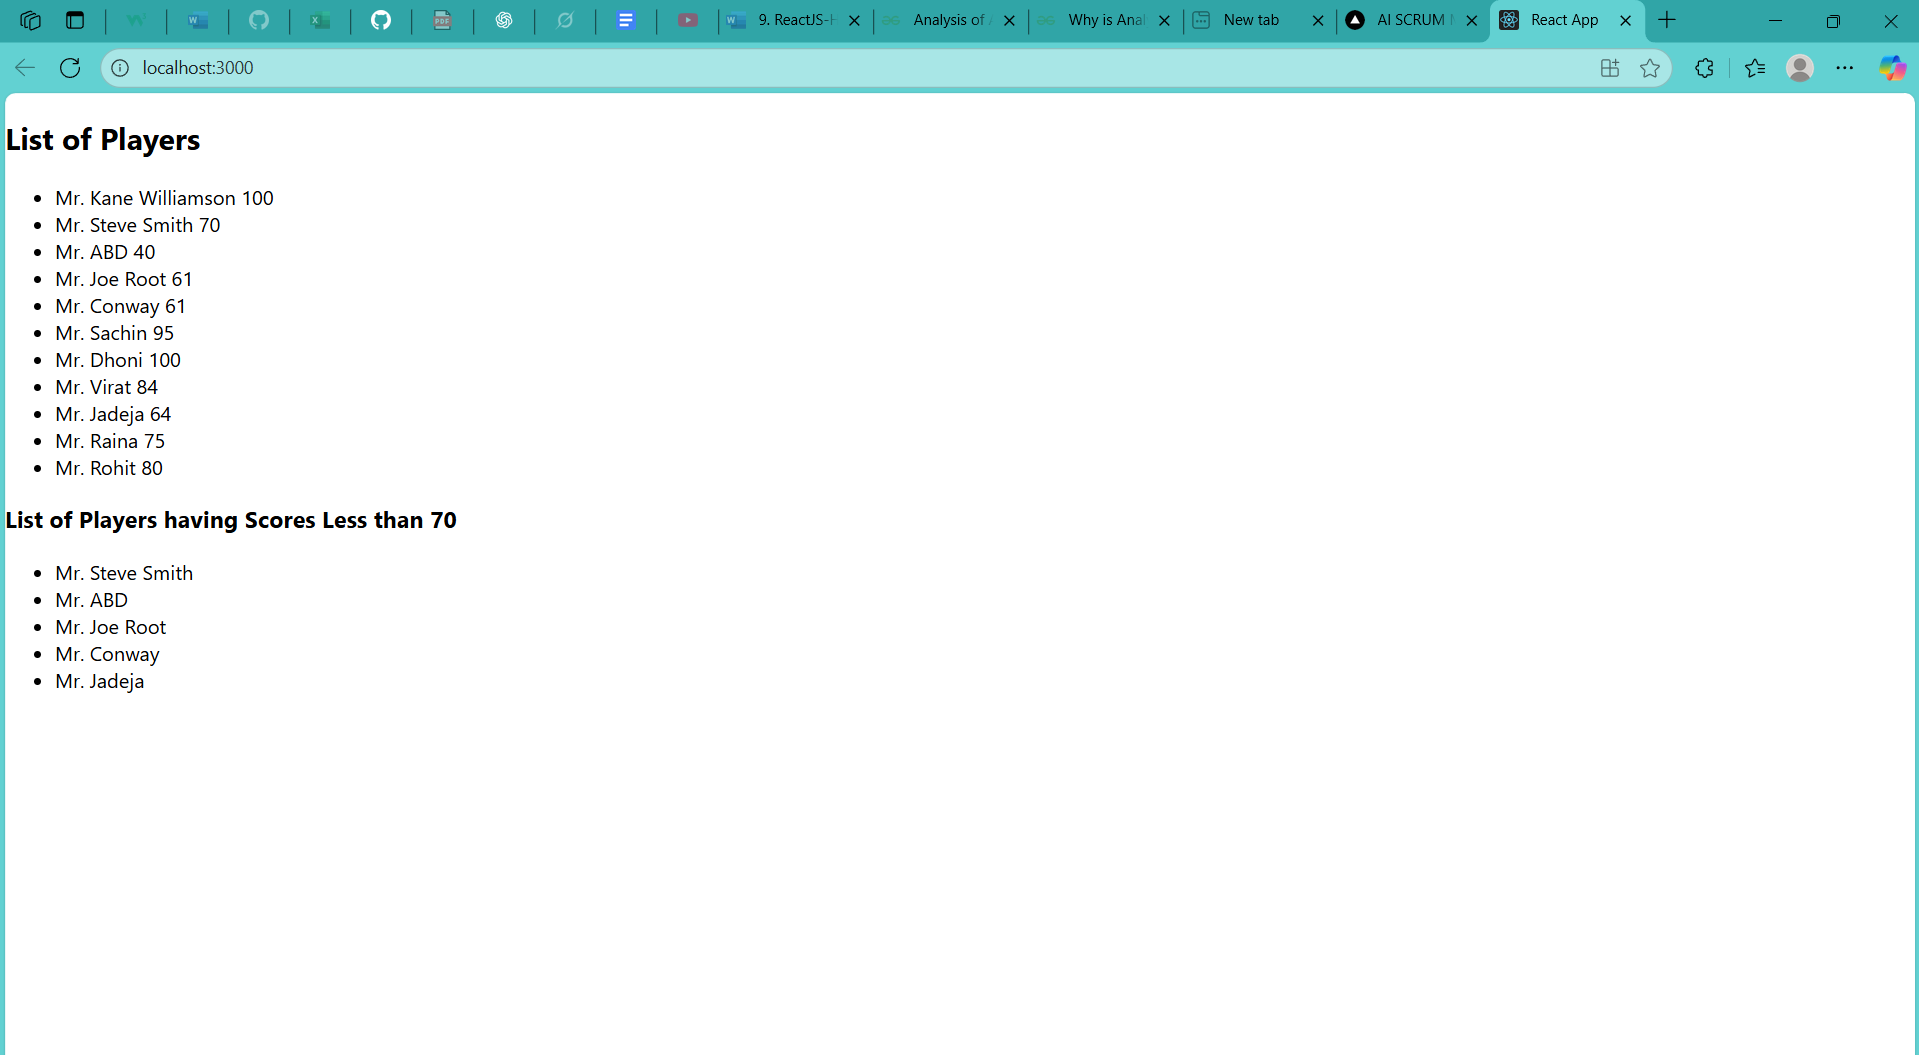 9. ReactJS-H
Analysis of
Why is Anal
New tab
AI SCRUM
React App
localhost:3000
List of Players
Mr. Kane Williamson 100
Mr. Steve Smith 70
Mr. ABD 40
Mr. Joe Root 61
Mr. Conway 61
Mr. Sachin 95
Mr. Dhoni 100
Mr. Virat 84
Mr. Jadeja 64
Mr. Raina 75
Mr. Rohit 80
List of Players having Scores Less than 70
Mr. Steve Smith
Mr. ABD
Mr. Joe Root
Mr. Conway
Mr. Jadeja